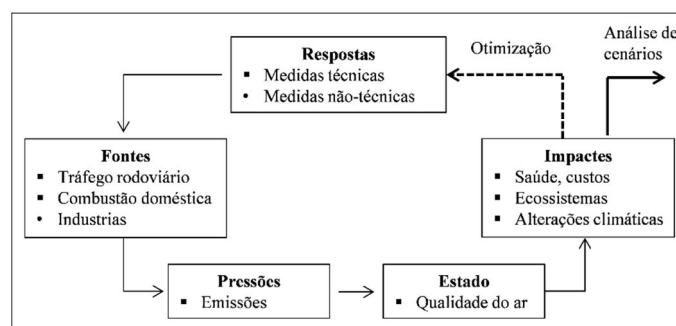 Respostas
▪ Medidas técnicas
• Medidas não-técnicas
Otimização
Análise de
cenários
Fontes
▪ Tráfego rodoviário
▪ Combustão doméstica
• Industrias
Impactes
▪ Saúde, custos
▪ Ecossistemas
▪ Alterações climáticas
Pressões
▪ Emissões
Estado
▪ Qualidade do ar